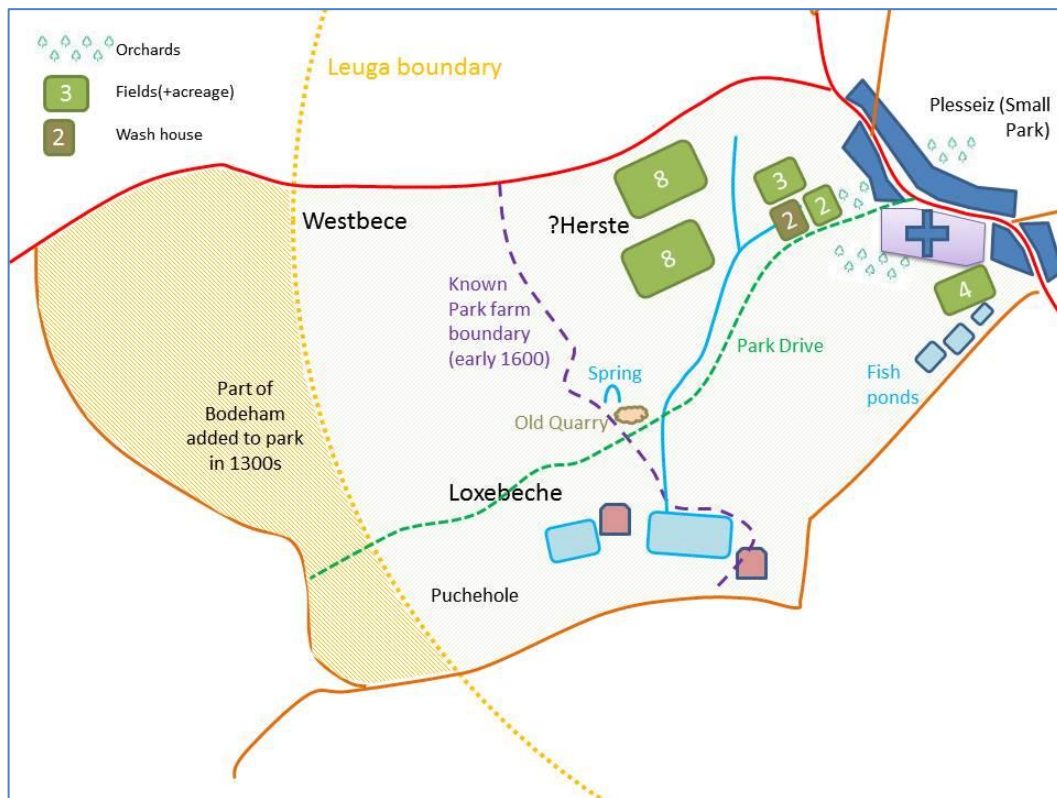 Orchards
3
Fields(+acreage)
2
Wash house
Leuga boundary
Plesseiz (Small
Park)
Westbece
?Herste
8
8
3
2
2
4
Known
Park farm
boundary
(early 1600)
Spring
Old Quarry
Park Drive
Fish
ponds
Part of
Bodeham
added to park
in 1300s
Loxebeche
Puchehole